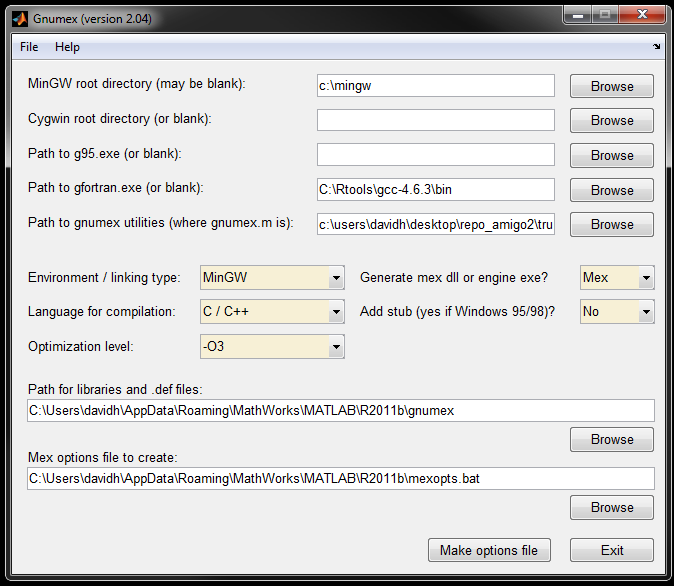 Gnumex (version 2.04)
File Help
MinGW root directory (may be blank): c:\mingw Browse
Cygwin root directory (or blank): Browse
Path to g95.exe (or blank): Browse
Path to gfortran.exe (or blank): C:\Rtools\gcc-4.6.3\bin Browse
Path to gnumex utilities (where gnumex.m is): c:\users\davidh\desktop\repo_amigo2\tru Browse
Environment / linking type: MinGW Generate mex dll or engine exe? Mex
Language for compilation: C / C++ Add stub (yes if Windows 95/98)? No
Optimization level: -O3
Path for libraries and .def files:
C:\Users\davidh\AppData\Roaming\MathWorks\MATLAB\R2011b\gnumex
Browse
Mex options file to create:
C:\Users\davidh\AppData\Roaming\MathWorks\MATLAB\R2011b\mexopts.bat
Browse
Make options file Exit